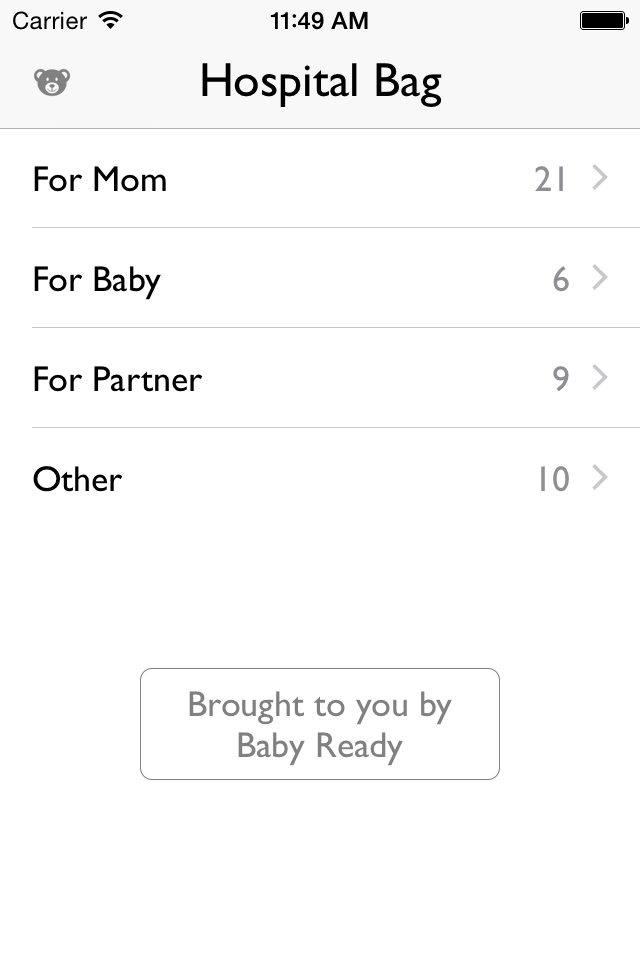 Carrier 11:49 AM
Hospital Bag
For Mom 21
For Baby 6
For Partner 9
Other 10
Brought to you by
Baby Ready